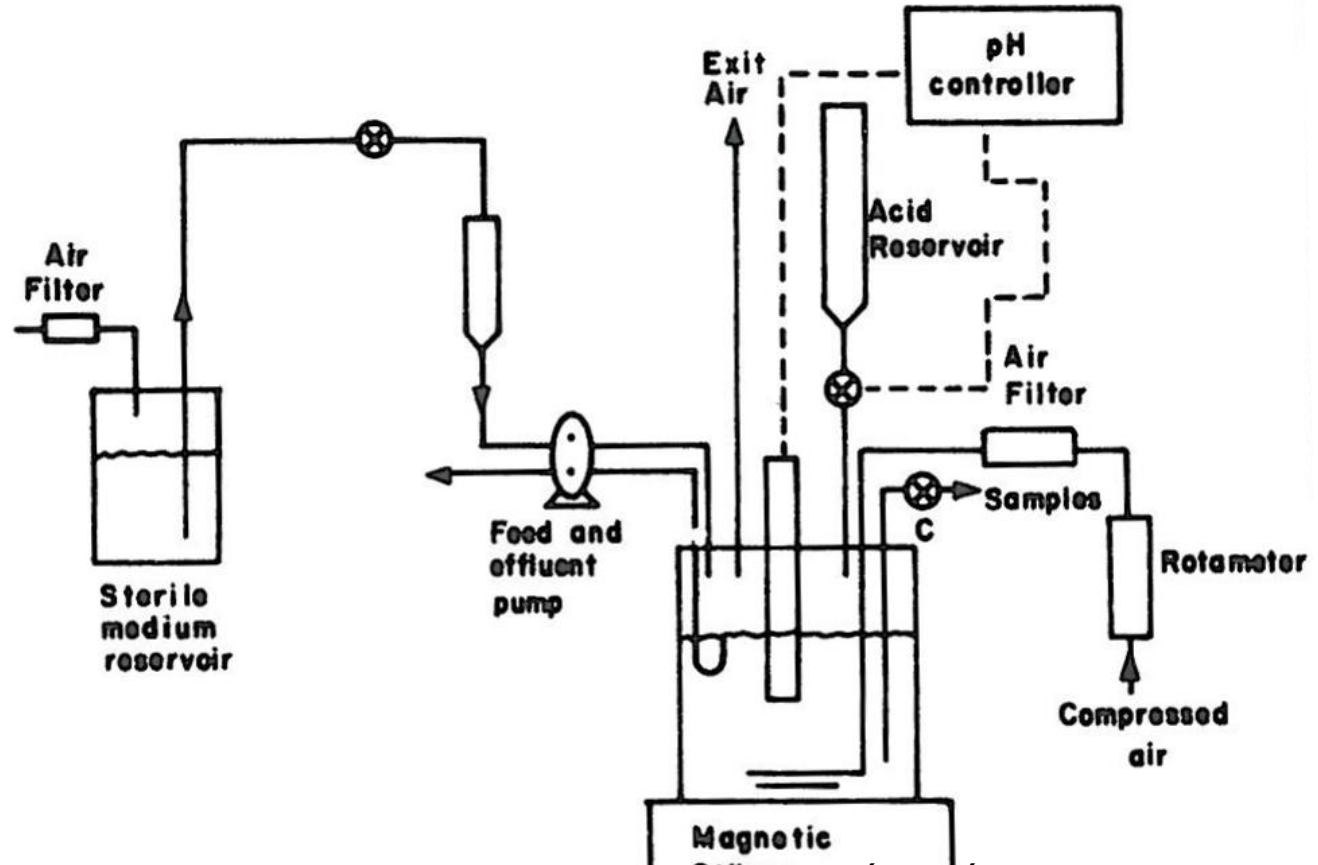 Exit
Air
pH
controller
Acid
Reservoir
Air
Filter
Air
Filter
Samples
C
Feed and
effluent
pump
Rotameter
Sterile
medium
reservoir
Compressed
air
Magnetic